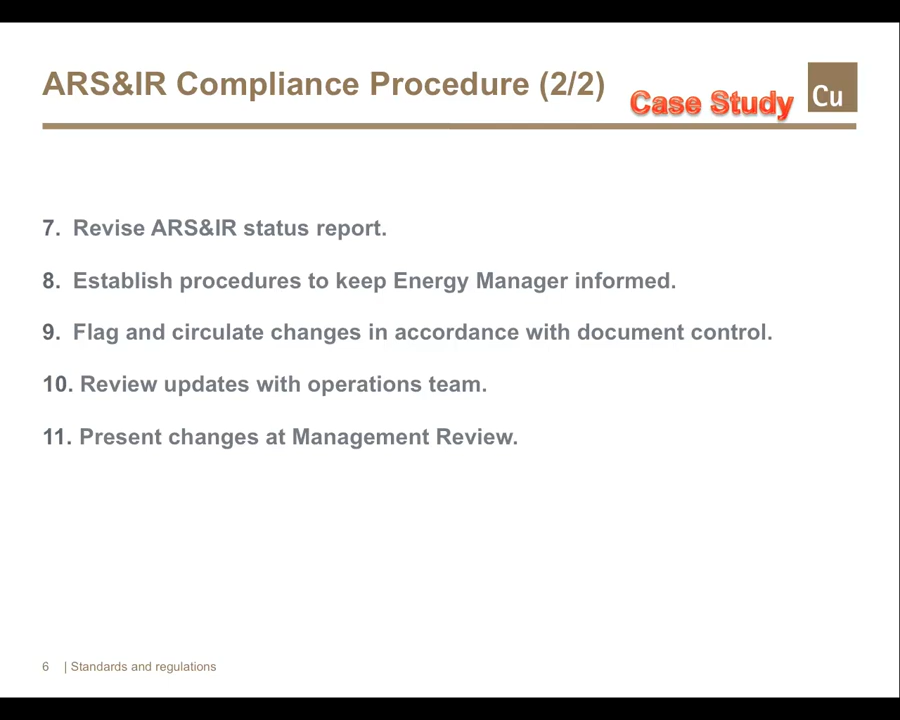 ARS&IR Compliance Procedure (2/2)
Case Study
Cu
7. Revise ARS&IR status report.
8. Establish procedures to keep Energy Manager informed.
9. Flag and circulate changes in accordance with document control.
10. Review updates with operations team.
11. Present changes at Management Review.
6 | Standards and regulations